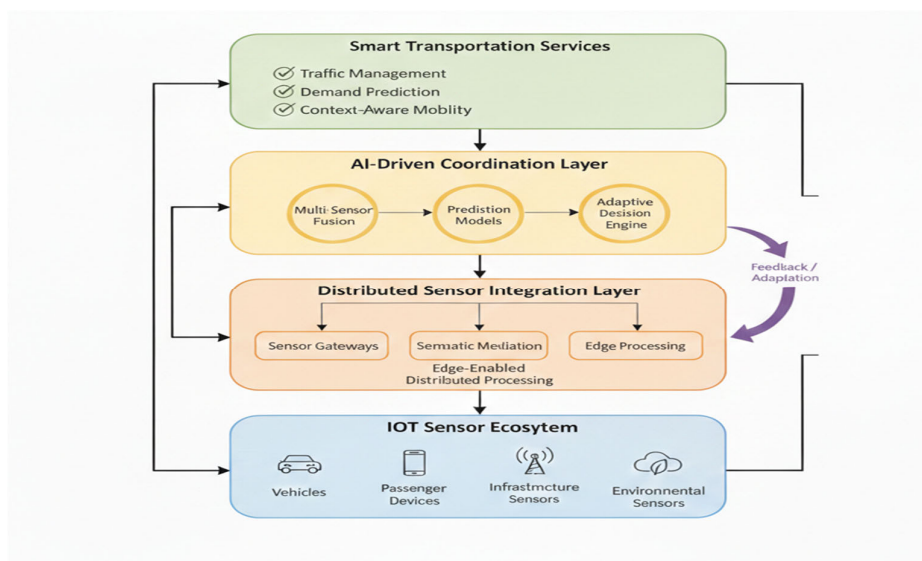 Smart Transportation Services
Traffic Management
Demand Prediction
Context-Aware Moblity
AI-Driven Coordination Layer
Multi-Sensor
Fusion
Predistion
Models
Adaptive
Desision
Engine
Feedback /
Adaptation
Distributed Sensor Integration Layer
Sensor Gateways
Sematic Mediation
Edge Processing
Edge-Enabled
Distributed Processing
IOT Sensor Ecosytem
Vehicles
Passenger
Devices
Infrastmcture
Sensors
Environmental
Sensors